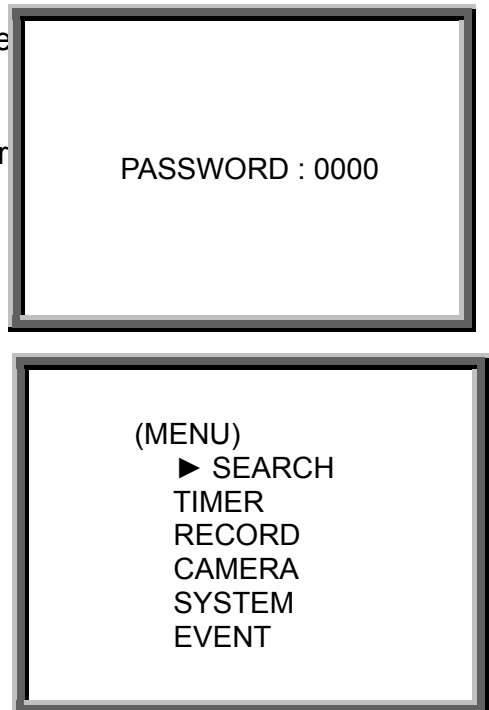 PASSWORD : 0000
(MENU)
► SEARCH
TIMER
RECORD
CAMERA
SYSTEM
EVENT